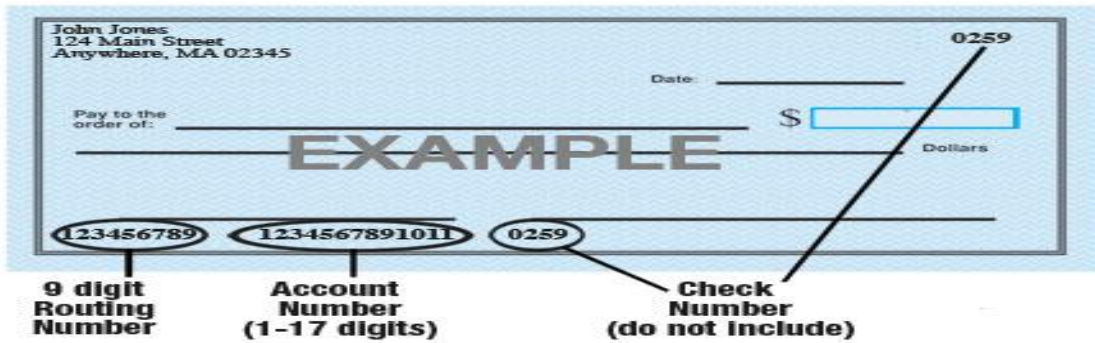 John Jones
124 Main Street
Anywhere, MA 02345
0259
Date:
Pay to the
order of:
$
EXAMPLE
Dollars
123456789 1234567891011 0259
9 digit
Routing
Number
Account
Number
(1-17 digits)
Check
Number
(do not include)